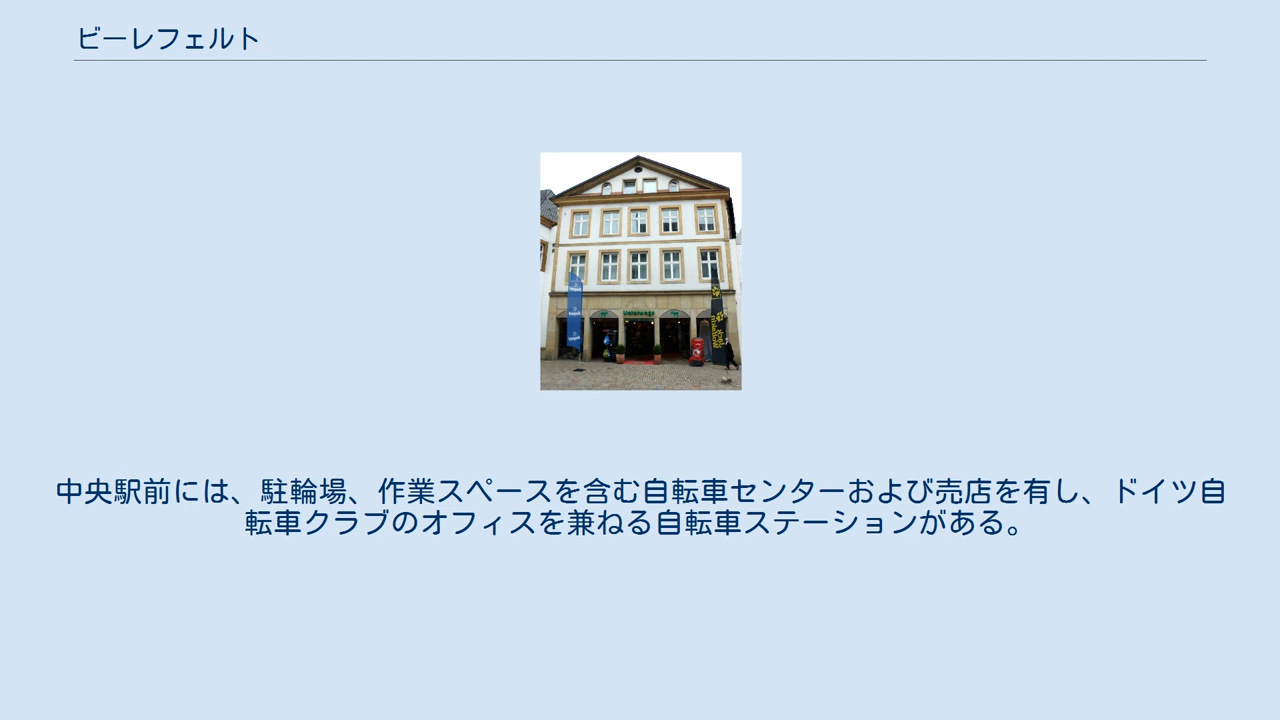 ビーレフェルト
中央駅前には、駐輪場、作業スペースを含む自転車センターおよび売店を有し、ドイツ自
転車クラブのオフィスを兼ねる自転車ステーションがある。